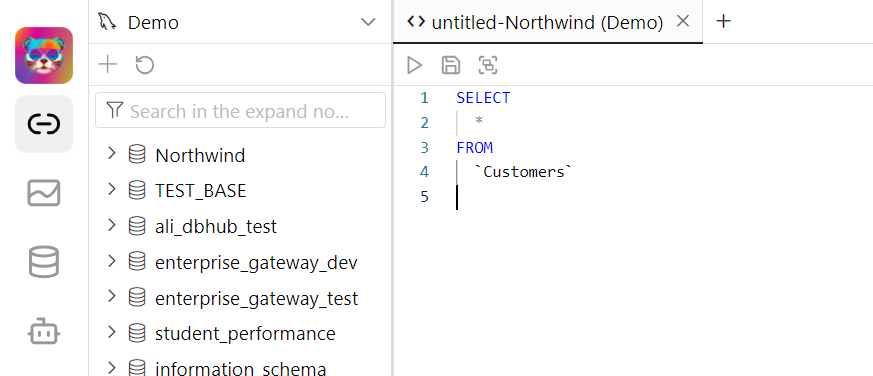 Demo
Search in the expand no...
Northwind
TEST_BASE
ali_dbhub_test
enterprise_gateway_dev
enterprise_gateway_test
student_performance
information_schema
untitled-Northwind (Demo)
1 SELECT
2 *
3 FROM
4 `Customers`
5